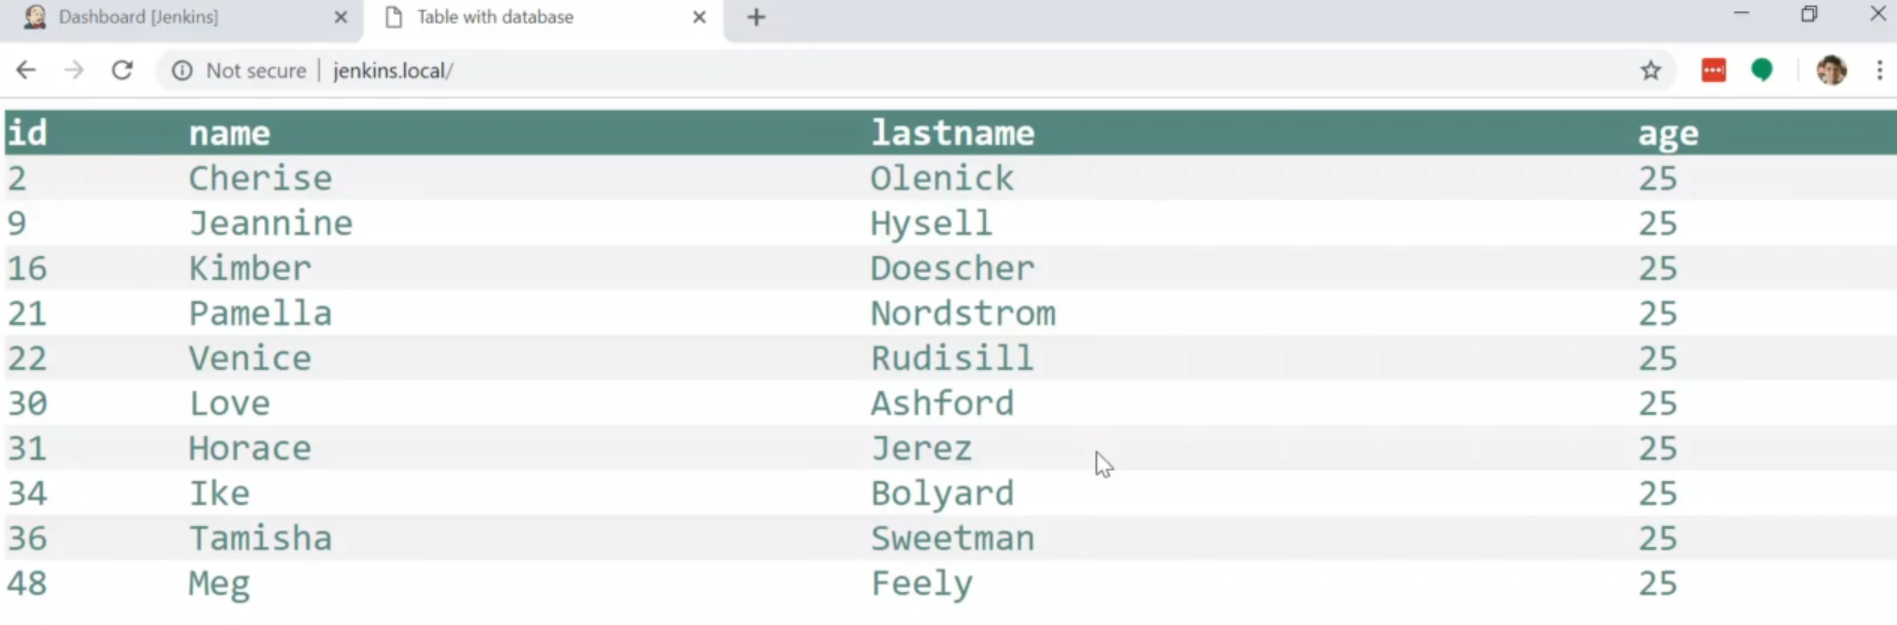 Dashboard [Jenkins] Table with database
Not secure jenkins.local/
id name lastname age
2 Cherise Olenick 25
9 Jeannine Hysell 25
16 Kimber Doescher 25
21 Pamella Nordstrom 25
22 Venice Rudisill 25
30 Love Ashford 25
31 Horace Jerez 25
34 Ike Bolyard 25
36 Tamisha Sweetman 25
48 Meg Feely 25